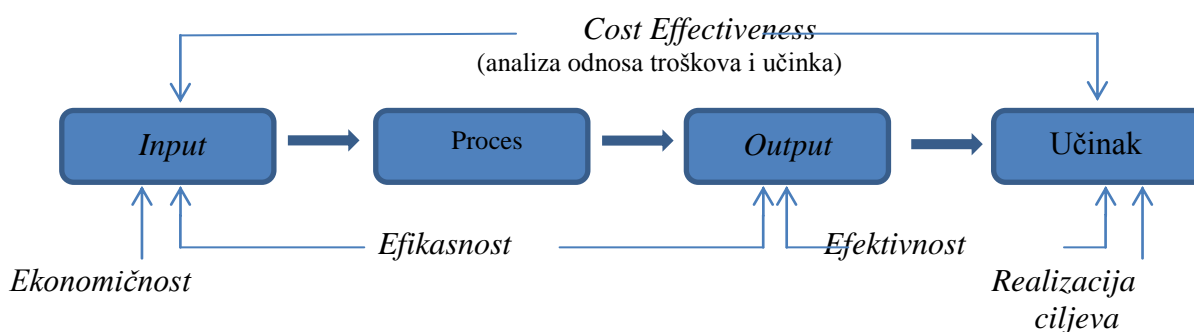 Cost Effectiveness
(analiza odnosa troškova i učinka)
Input
Proces
Output
Učinak
Efikasnost
Efektivnost
Ekonomičnost
Realizacija
ciljeva